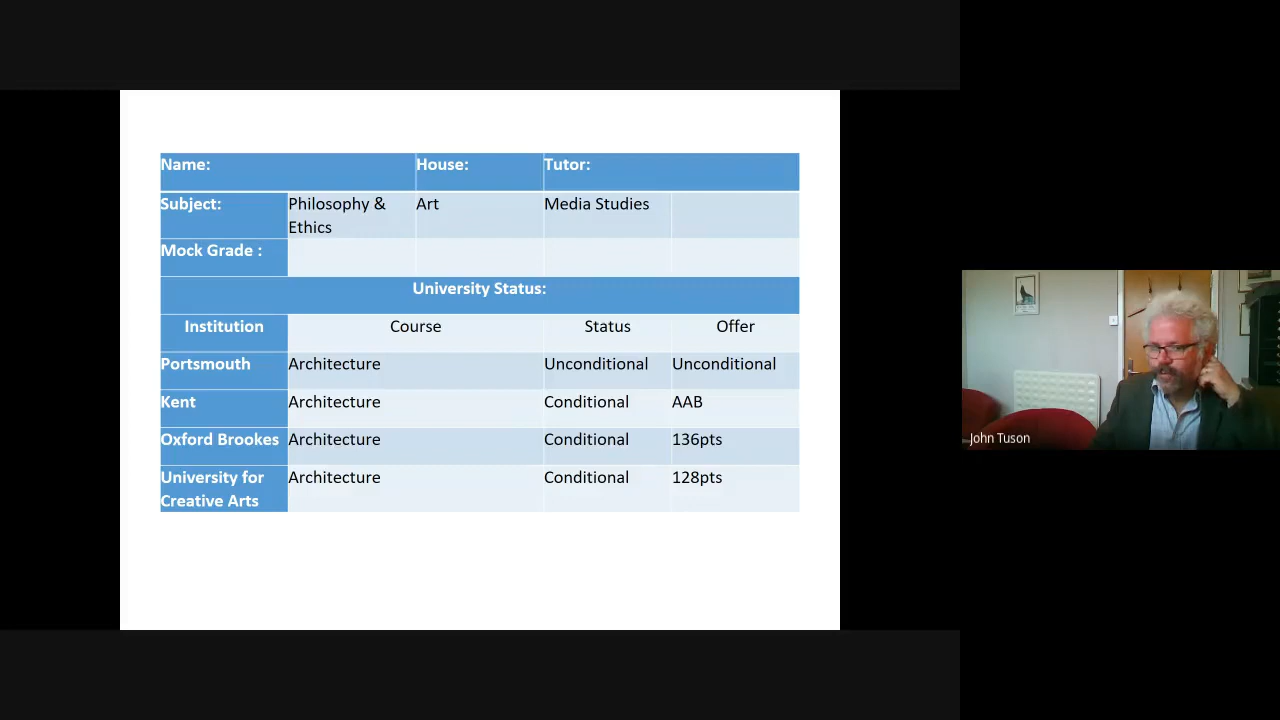 Name: House: Tutor:
Subject: Philosophy & Ethics Art Media Studies
Mock Grade :
University Status:
Institution Course Status Offer
Portsmouth Architecture Unconditional Unconditional
Kent Architecture Conditional AAB
Oxford Brookes Architecture Conditional 136pts
University for Creative Arts Architecture Conditional 128pts
John Tuson